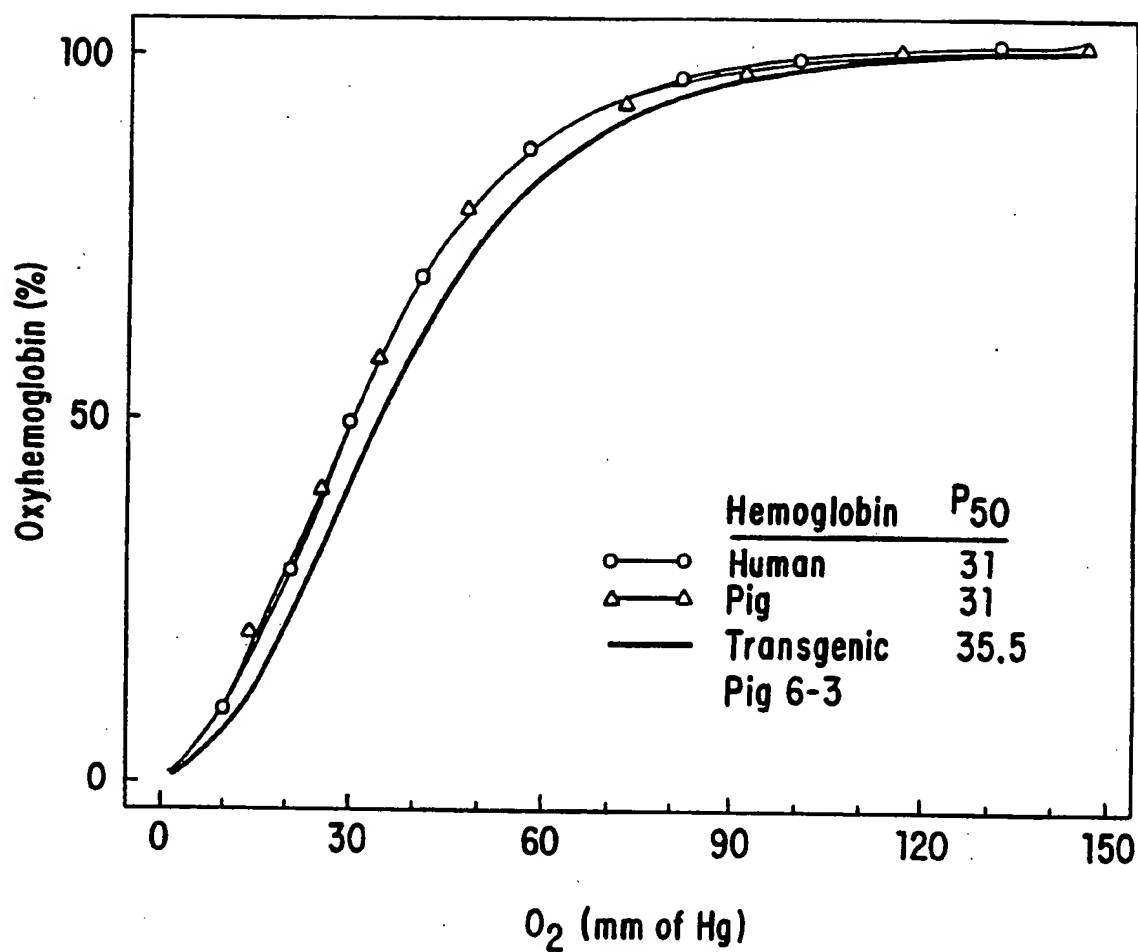 100
50
0
Oxyhemoglobin (%)
Hemoglobin P50
Human 31
Pig 31
Transgenic 35.5
Pig 6-3
0 30 60 90 120 150
O2 (mm of Hg)